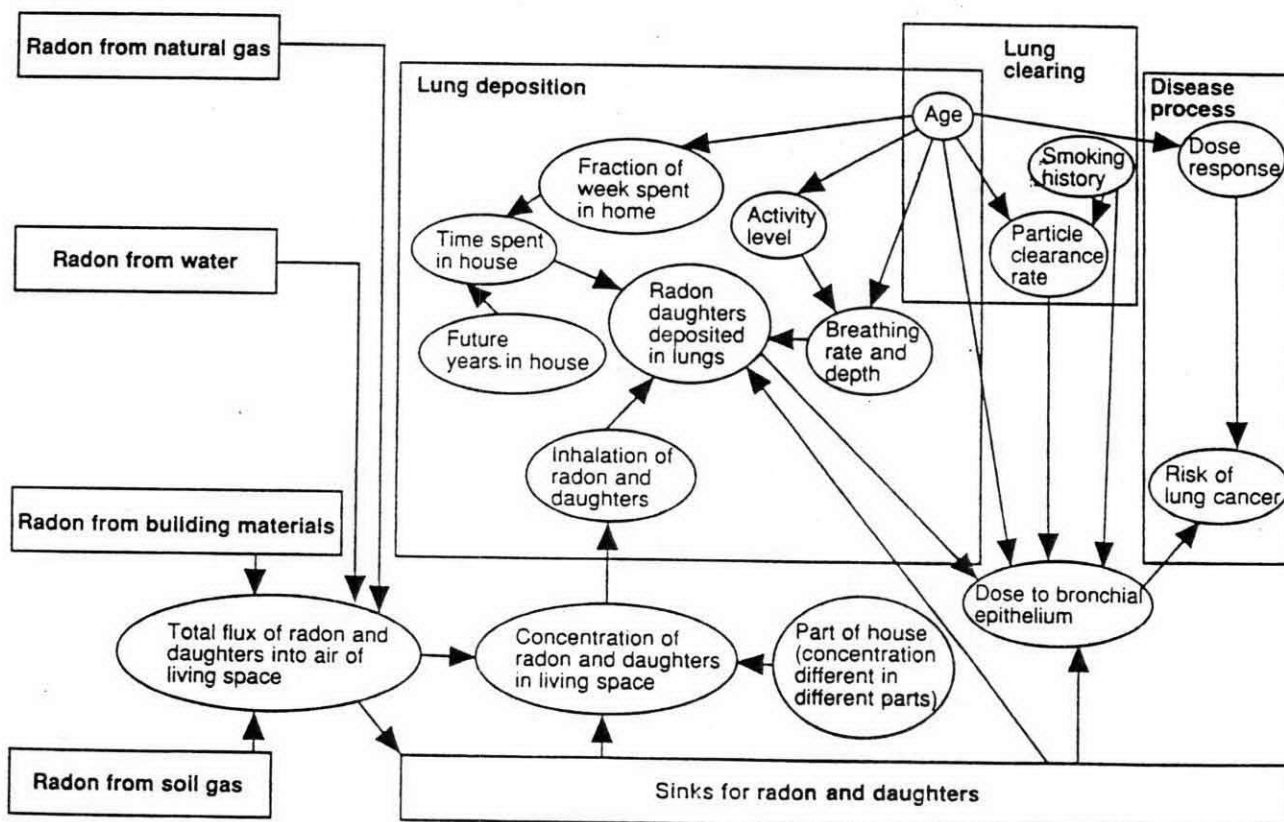 Radon from natural gas
Lung
clearing
Lung deposition
Disease
process
Age
Fraction of
week spent
in home
Smoking
history
Dose
response
Activity
level
Time spent
in house
Particle
clearance
rate
Radon from water
Radon
daughters
deposited
in lungs
Future
years in house
Breathing
rate and
depth
Inhalation of
radon and
daughters
Risk of
lung cancer
Radon from building materials
Dose to bronchial
epithelium
Total flux of radon and
daughters into air of
living space
Concentration of
radon and daughters
in living space
Part of house
(concentration
different in
different parts)
Radon from soil gas
Sinks for radon and daughters